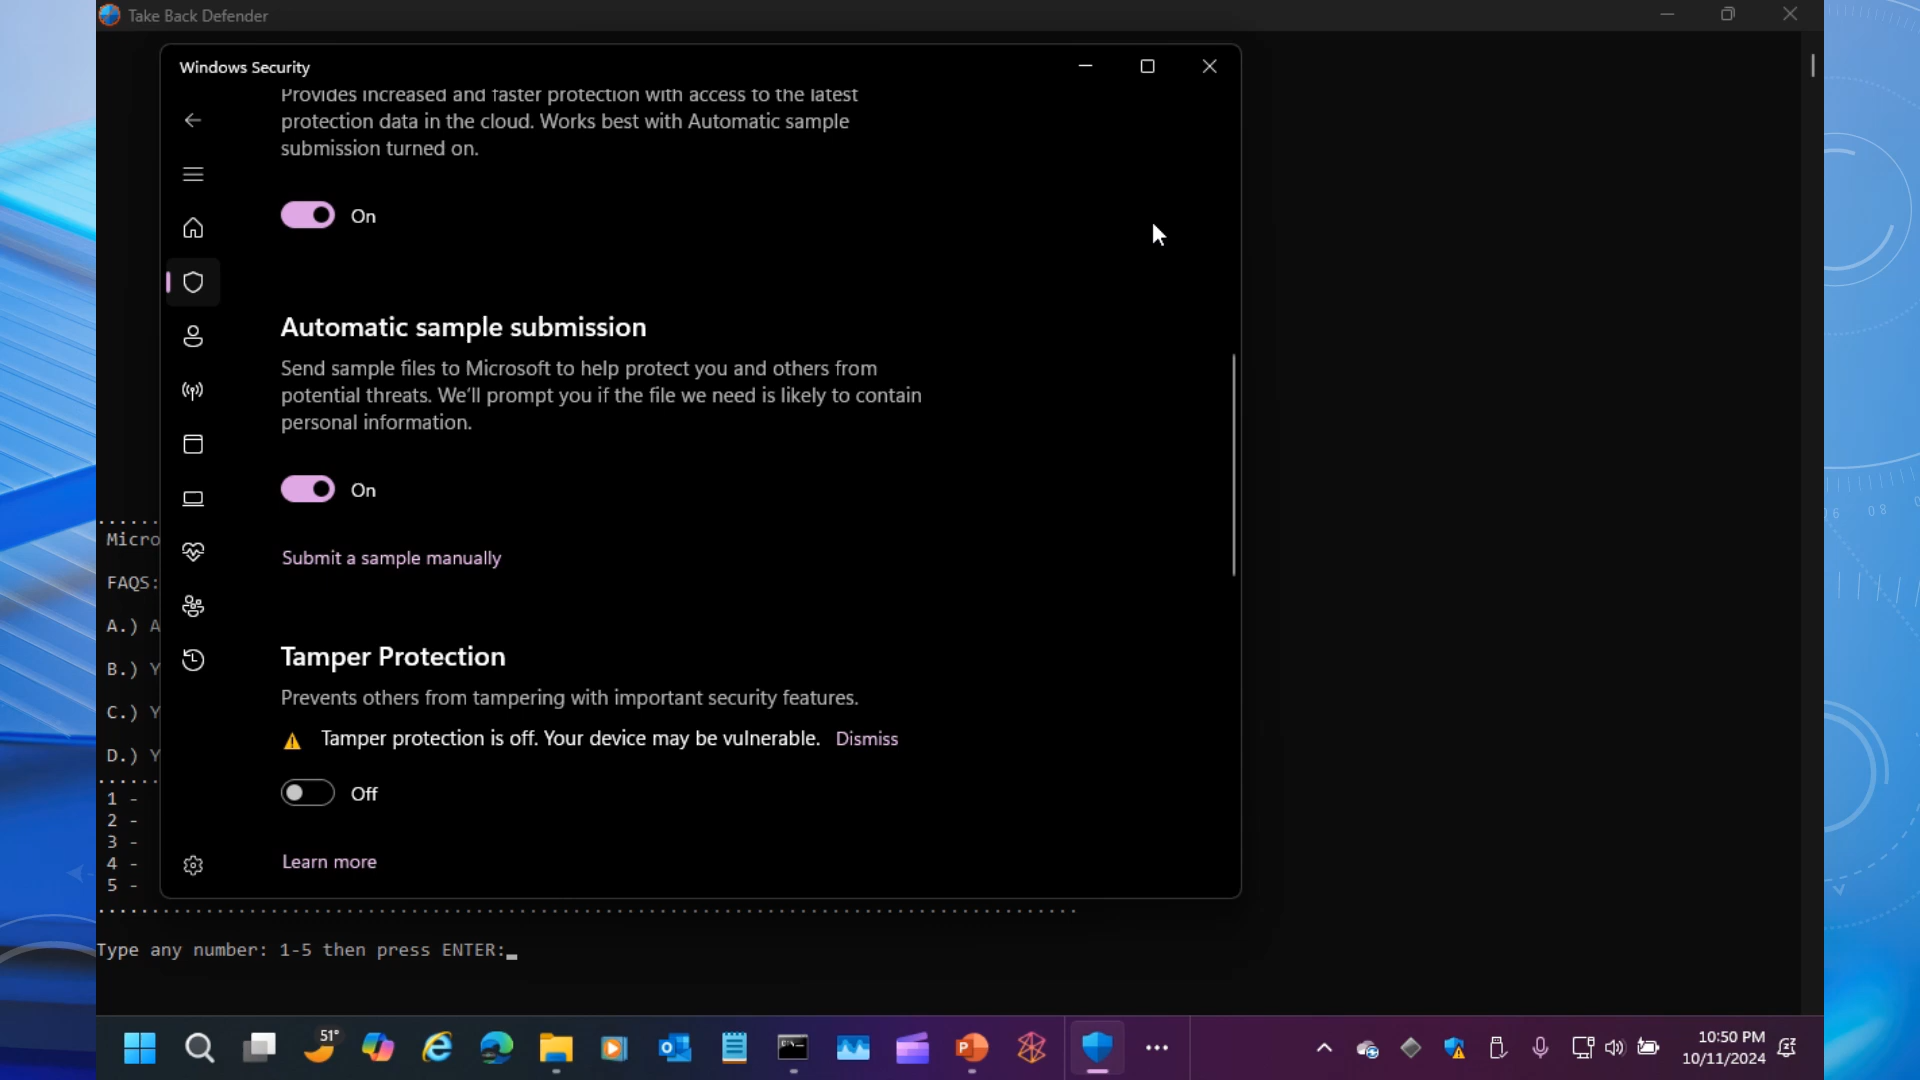 Take Back Defender
Windows Security
Provides increased and faster protection with access to the latest
protection data in the cloud. Works best with Automatic sample
submission turned on.
On
Automatic sample submission
Send sample files to Microsoft to help protect you and others from
potential threats. We'll prompt you if the file we need is likely to contain
personal information.
On
Submit a sample manually
Tamper Protection
Prevents others from tampering with important security features.
Tamper protection is off. Your device may be vulnerable. Dismiss
Off
Learn more
Micro
FAQS:
A.) A
B.) Y
C.) Y
D.) Y
1 -
2 -
3 -
4 -
5 -
Type any number: 1-5 then press ENTER:
51°
10:50 PM
10/11/2024